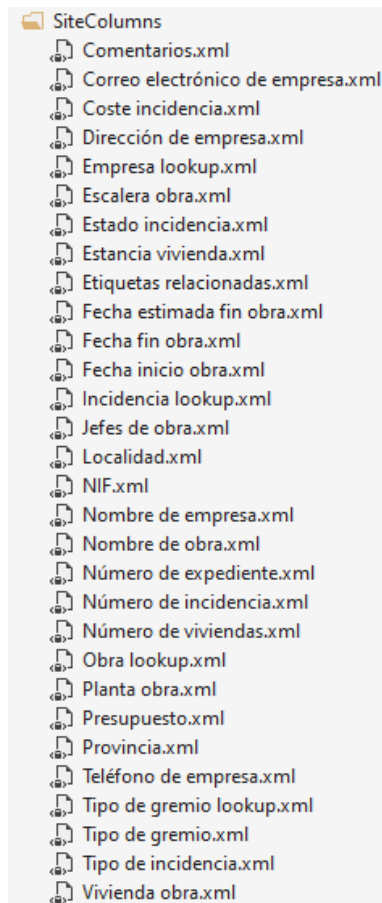 SiteColumns
Comentarios.xml
Correo electrónico de empresa.xml
Coste incidencia.xml
Dirección de empresa.xml
Empresa lookup.xml
Escalera obra.xml
Estado incidencia.xml
Estancia vivienda.xml
Etiquetas relacionadas.xml
Fecha estimada fin obra.xml
Fecha fin obra.xml
Fecha inicio obra.xml
Incidencia lookup.xml
Jefes de obra.xml
Localidad.xml
NIF.xml
Nombre de empresa.xml
Nombre de obra.xml
Número de expediente.xml
Número de incidencia.xml
Número de viviendas.xml
Obra lookup.xml
Planta obra.xml
Presupuesto.xml
Provincia.xml
Teléfono de empresa.xml
Tipo de gremio lookup.xml
Tipo de gremio.xml
Tipo de incidencia.xml
Vivienda obra.xml